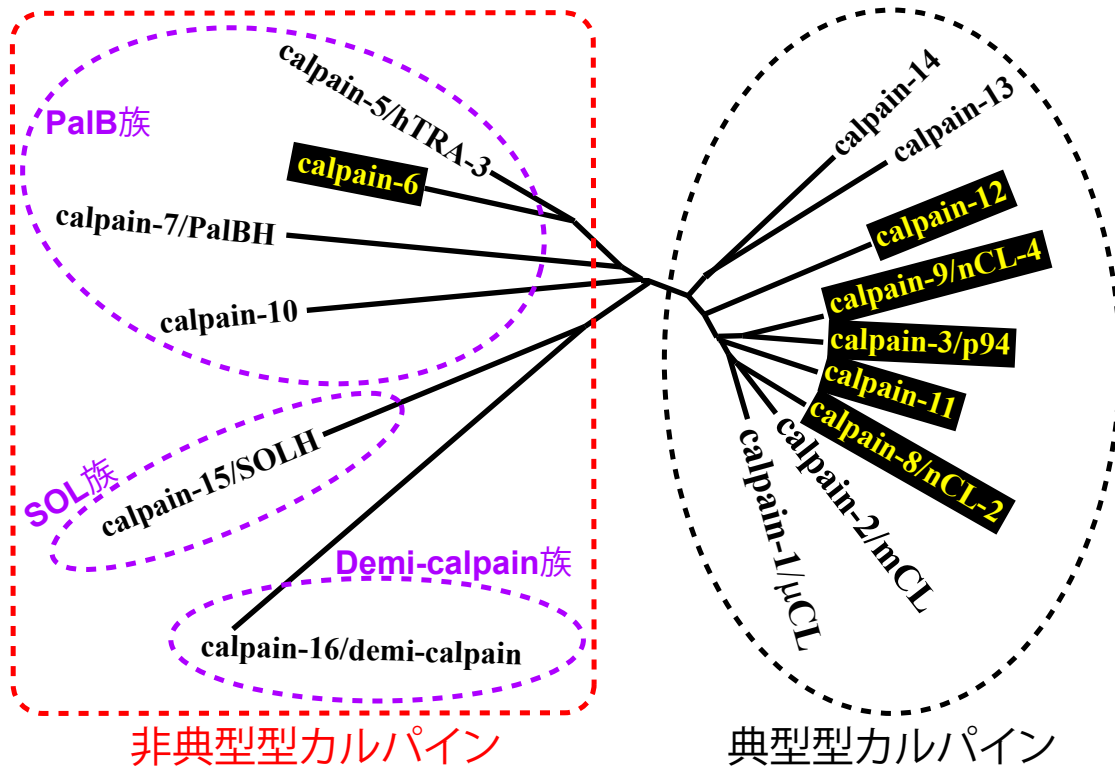 PalB族
calpain-5/hTRA-3
calpain-6
calpain-7/PalBH
calpain-10
SOL族
calpain-15/SOLH
Demi-calpain族
calpain-16/demi-calpain
非典型型カルパイン
calpain-14
calpain-13
calpain-12
calpain-9/nCL-4
calpain-3/p94
calpain-11
calpain-8/nCL-2
calpain-2/mCL
calpain-1/μCL
典型型カルパイン